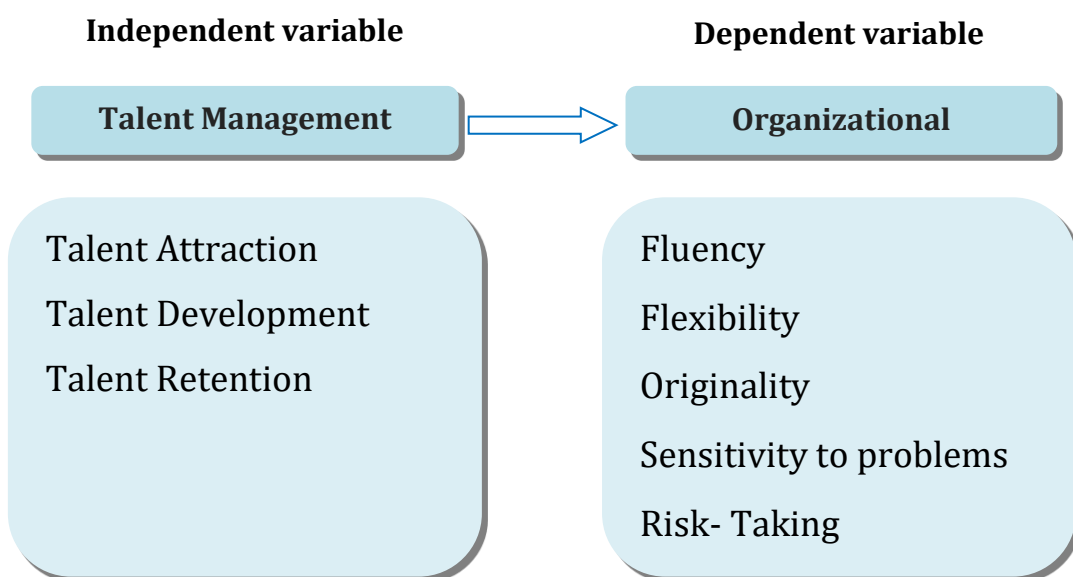 Independent variable
Dependent variable
Talent Management
Organizational
Talent Attraction
Talent Development
Talent Retention
Fluency
Flexibility
Originality
Sensitivity to problems
Risk- Taking